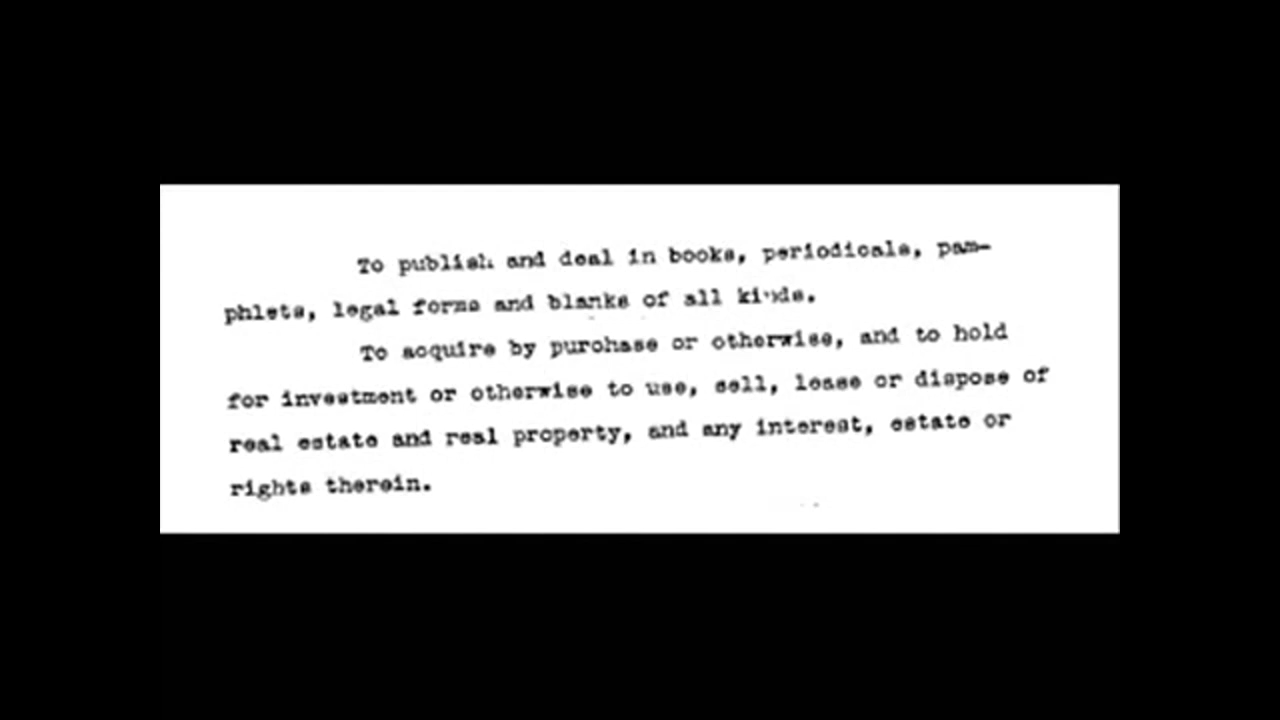 To publish and deal in books, periodicals, pam-
phlets, legal forms and blanks of all kinds.
To acquire by purchase or otherwise, and to hold
for investment or otherwise to use, sell, lease or dispose of
real estate and real property, and any interest, estate or
rights therein.